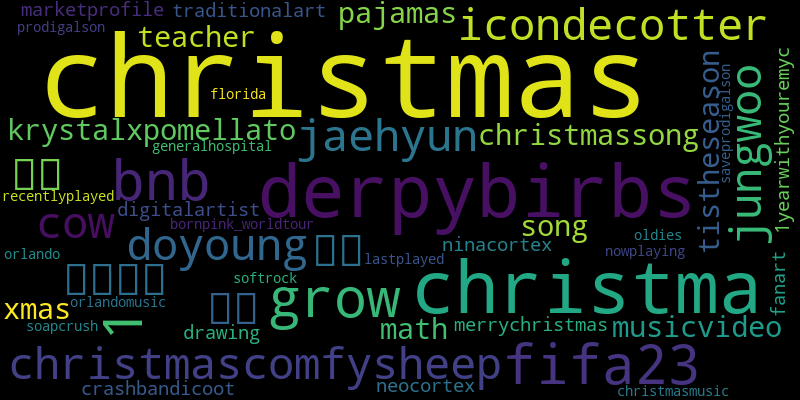 marketprofile
traditionalart
pajamas
icondecotter
prodigalson
teacher
christmas
florida
tistheseason
saveprodigalson
jungwoo
1yearwithyouremyc
krystalxpomellato
jaehyun
christmassong
generalhospital
bnb
derpybirbs
recentlyplayed
cow
digitalartist
bornpink_worldtour
song
doyoung
ninacortex
oldies
nowplaying
orlando
lastplayed
softrock
grow
christma
fanart
xmas
orlandomusic
soapcrush
1
drawing
math
merrychristmas
musicvideo
christmascomfysheep
fifa23
crashbandicoot
neocortex
christmasmusic